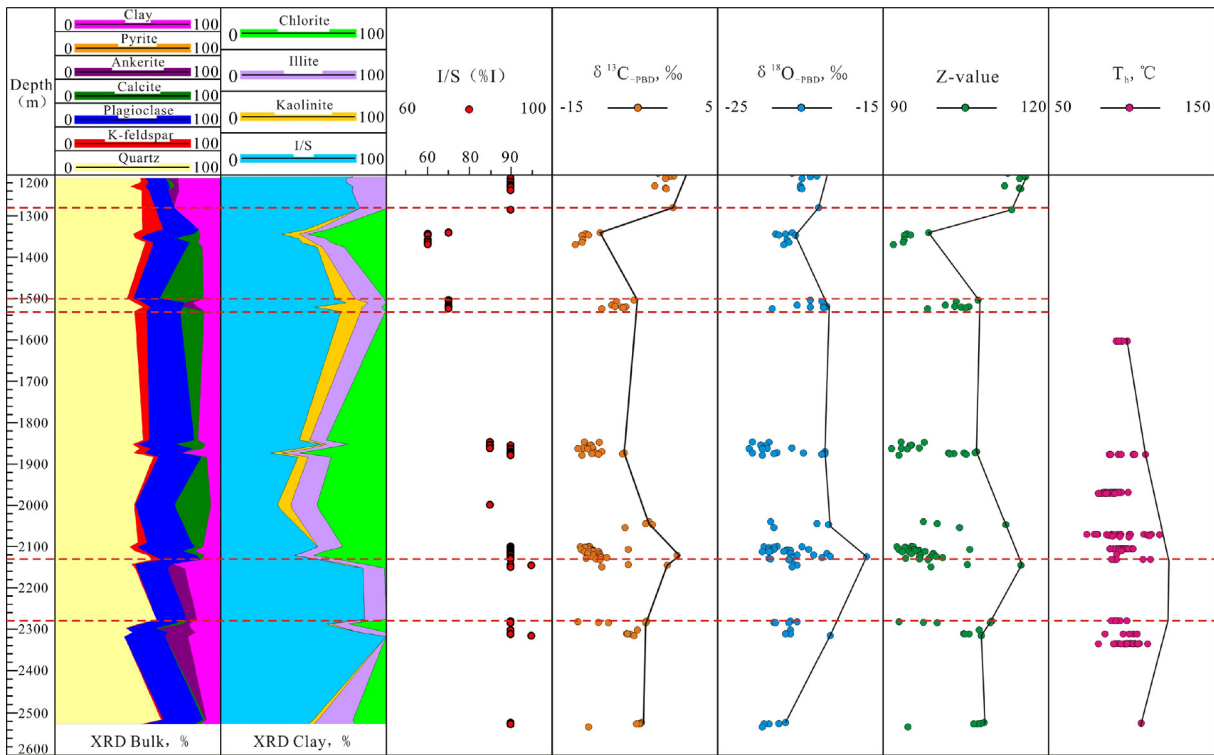 Depth
(m)
0 Clay 100
0 Pyrite 100
0 Ankerite 100
0 Calcite 100
0 Plagioclase 100
0 K-feldspar 100
0 Quartz 100
0 Chlorite 100
0 Illite 100
0 Kaolinite 100
0 I/S 100
I/S (%I)
60 100
60 70 80 90
δ ¹³C₋PBD, ‰
-15 5
δ ¹⁸O₋PBD, ‰
-25 -15
Z-value
90 120
Tₕ, ℃
50 150
1200
1300
1400
1500
1600
1700
1800
1900
2000
2100
2200
2300
2400
2500
2600
XRD Bulk, %
XRD Clay, %